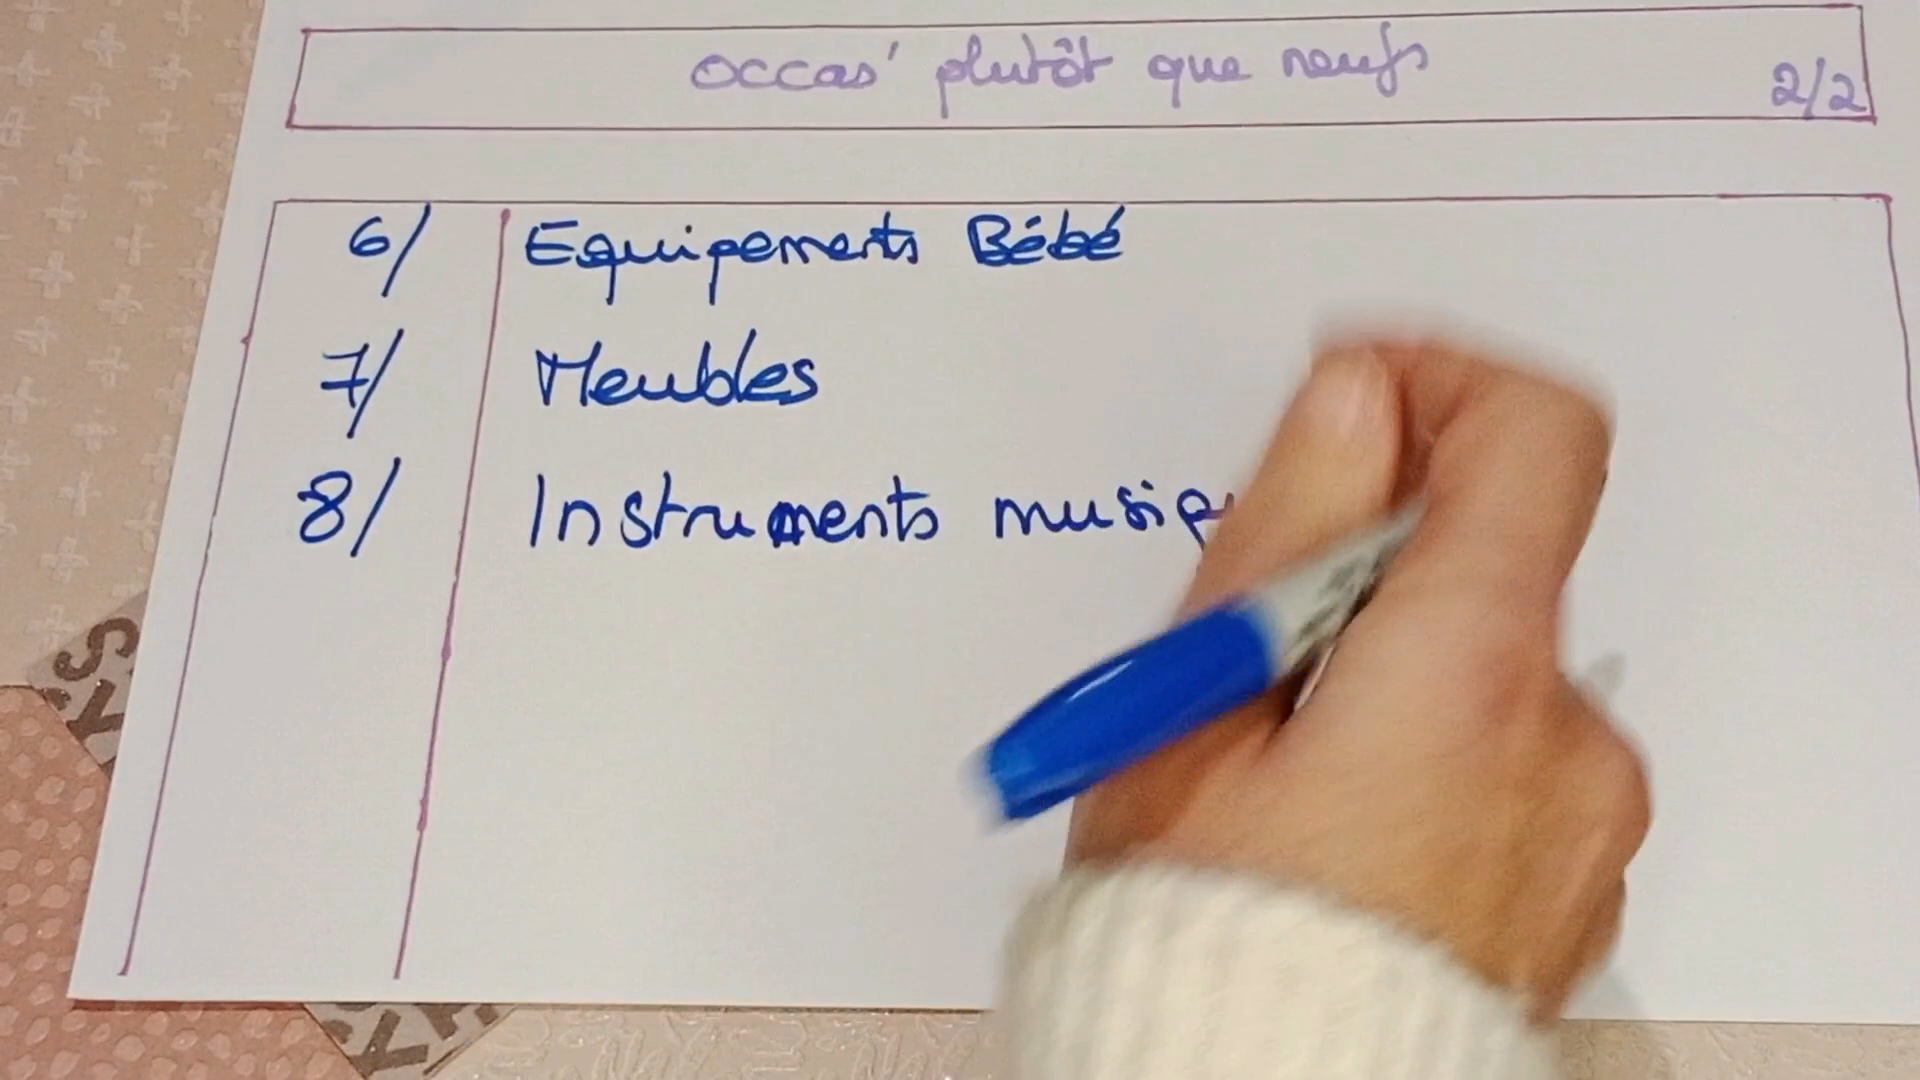 occas' plutôt que neufs
2/2
6/ Equipements Bébé
7/ Meubles
8/ Instruments